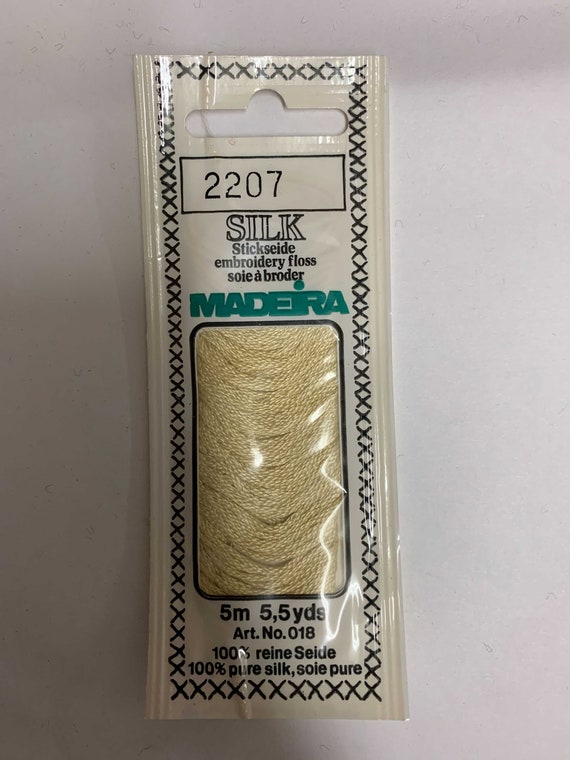 2207
SILK
Stickseide
embroidery floss
soie à broder
MADEIRA
5m 5,5yds
Art. No. 018
100% reine Seide
100% pure silk, soie pure